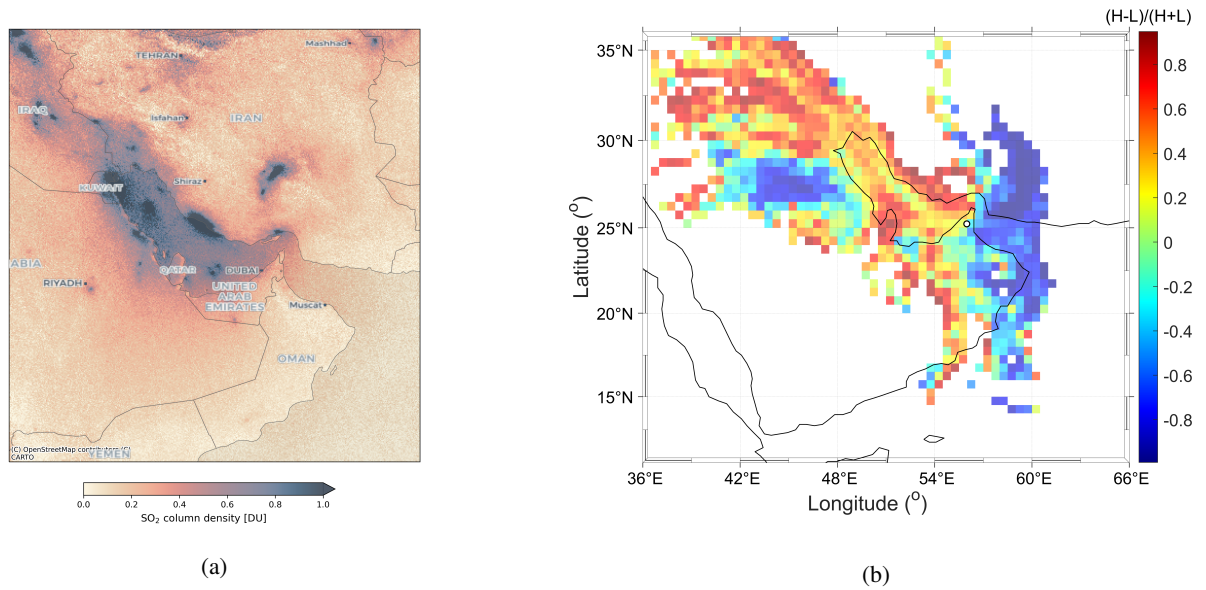 Mashhad
TEHRAN
IRAQ
Isfahan
IRAN
KUWAIT
Shiraz
ABIA
RIYADH
QATAR
DUBAI
UNITED
ARAB
EMIRATES
Muscat
OMAN
(C) OpenStreetMap contributors (C)
CARTO
YEMEN
0.0 0.2 0.4 0.6 0.8 1.0
SO₂ column density [DU]
(a)
(H-L)/(H+L)
35°N
30°N
25°N
20°N
15°N
Latitude (°)
36°E 42°E 48°E 54°E 60°E 66°E
Longitude (°)
0.8
0.6
0.4
0.2
0
-0.2
-0.4
-0.6
-0.8
(b)